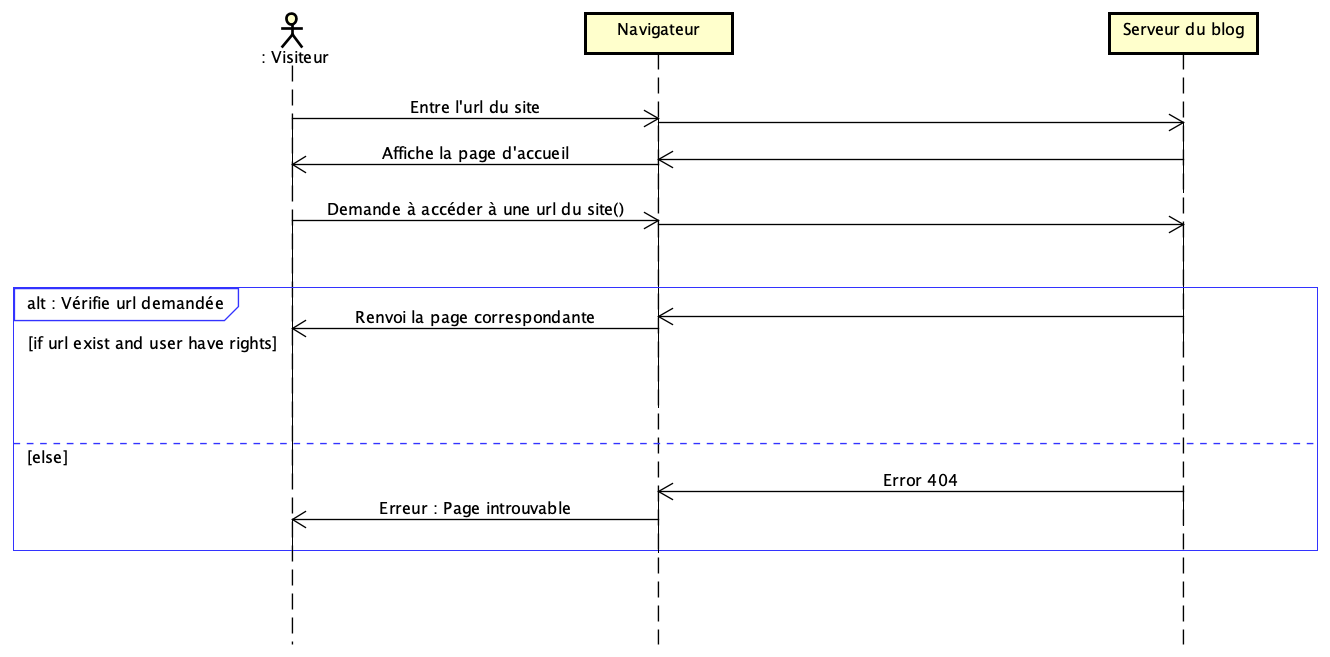 : Visiteur
Navigateur
Serveur du blog
Entre l'url du site
Affiche la page d'accueil
Demande à accéder à une url du site()
alt : Vérifie url demandée
Renvoi la page correspondante
[if url exist and user have rights]
[else]
Error 404
Erreur : Page introuvable